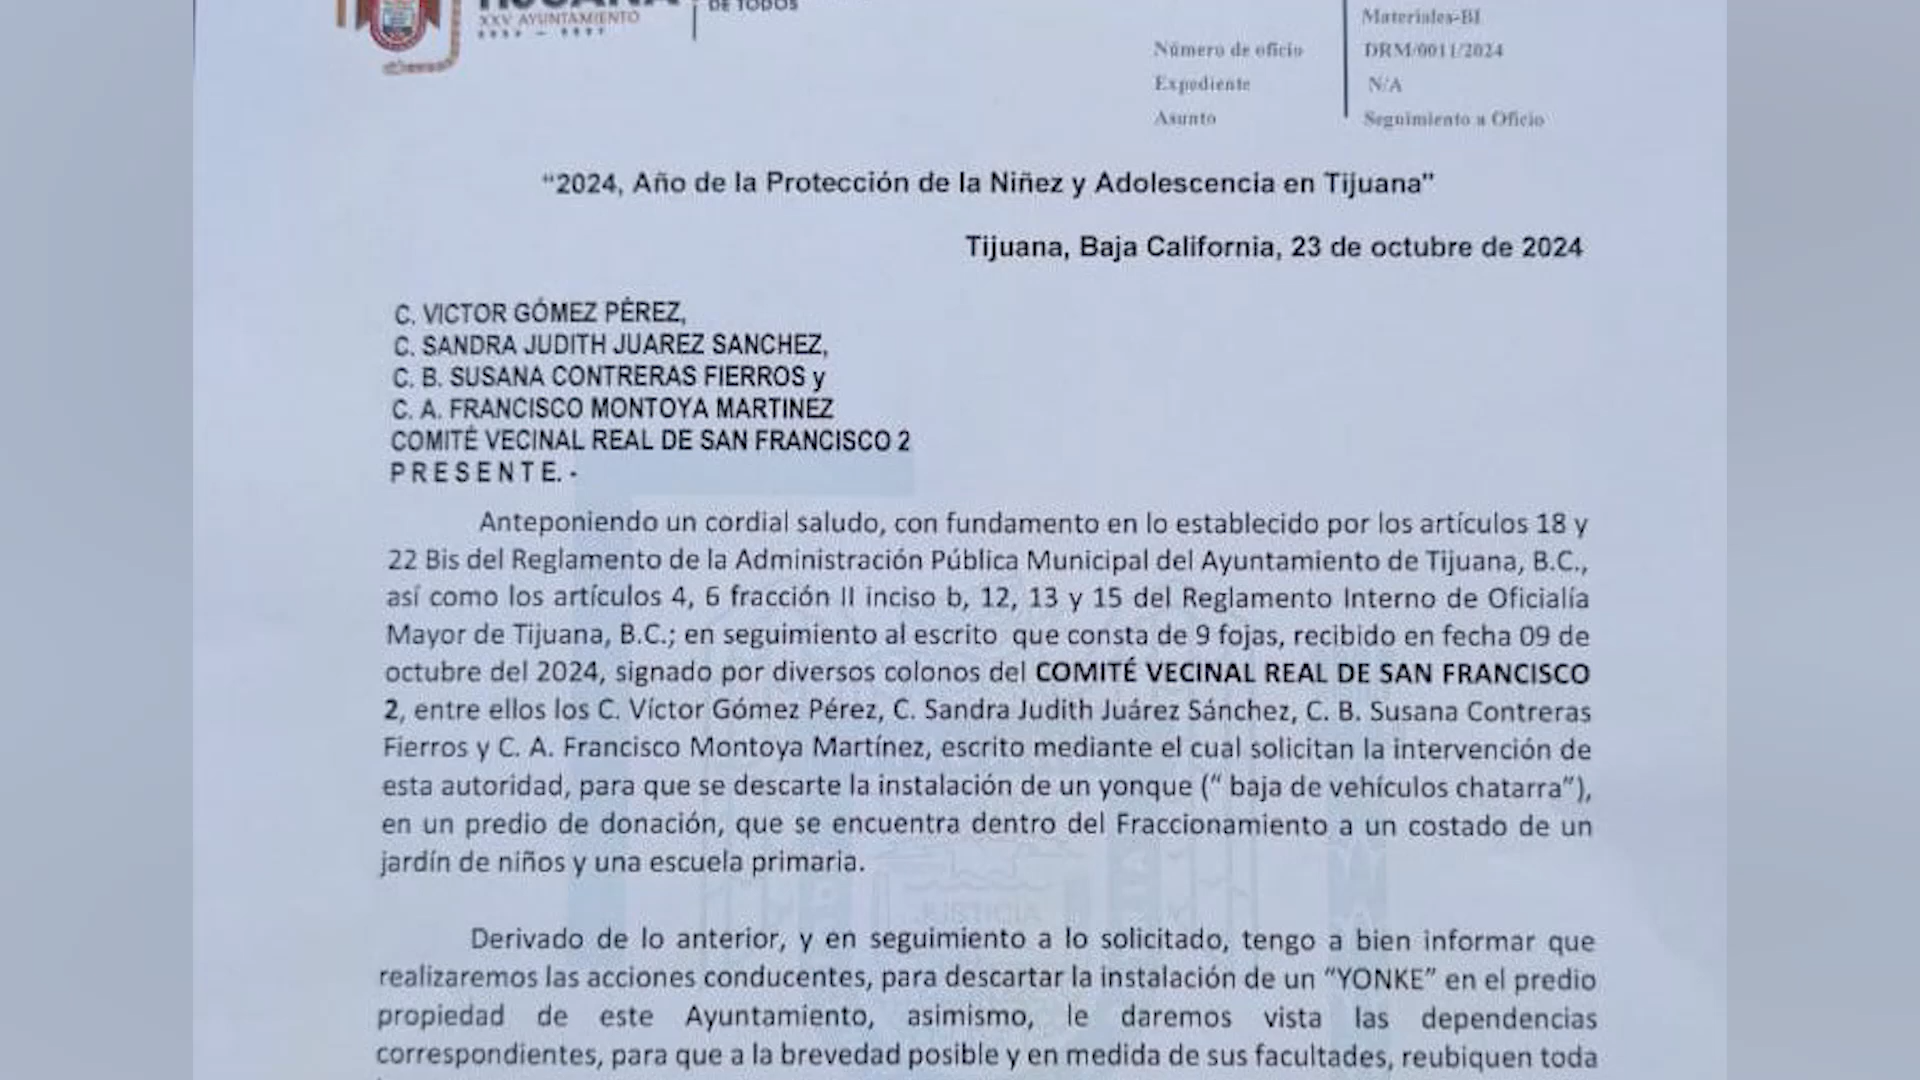 XXV AYUNTAMIENTO
DE TODOS
Materiales-BI
Número de oficio DRM/0011/2024
Expediente N/A
Asunto Seguimiento a Oficio
“2024, Año de la Protección de la Niñez y Adolescencia en Tijuana”
Tijuana, Baja California, 23 de octubre de 2024
C. VICTOR GÓMEZ PÉREZ,
C. SANDRA JUDITH JUAREZ SANCHEZ,
C. B. SUSANA CONTRERAS FIERROS y
C. A. FRANCISCO MONTOYA MARTINEZ
COMITÉ VECINAL REAL DE SAN FRANCISCO 2
P R E S E N T E. -
Anteponiendo un cordial saludo, con fundamento en lo establecido por los artículos 18 y
22 Bis del Reglamento de la Administración Pública Municipal del Ayuntamiento de Tijuana, B.C.,
así como los artículos 4, 6 fracción II inciso b, 12, 13 y 15 del Reglamento Interno de Oficialía
Mayor de Tijuana, B.C.; en seguimiento al escrito que consta de 9 fojas, recibido en fecha 09 de
octubre del 2024, signado por diversos colonos del COMITÉ VECINAL REAL DE SAN FRANCISCO
2, entre ellos los C. Víctor Gómez Pérez, C. Sandra Judith Juárez Sánchez, C. B. Susana Contreras
Fierros y C. A. Francisco Montoya Martínez, escrito mediante el cual solicitan la intervención de
esta autoridad, para que se descarte la instalación de un yonque (“ baja de vehículos chatarra”),
en un predio de donación, que se encuentra dentro del Fraccionamiento a un costado de un
jardín de niños y una escuela primaria.
Derivado de lo anterior, y en seguimiento a lo solicitado, tengo a bien informar que
realizaremos las acciones conducentes, para descartar la instalación de un “YONKE” en el predio
propiedad de este Ayuntamiento, asimismo, le daremos vista las dependencias
correspondientes, para que a la brevedad posible y en medida de sus facultades, reubiquen toda